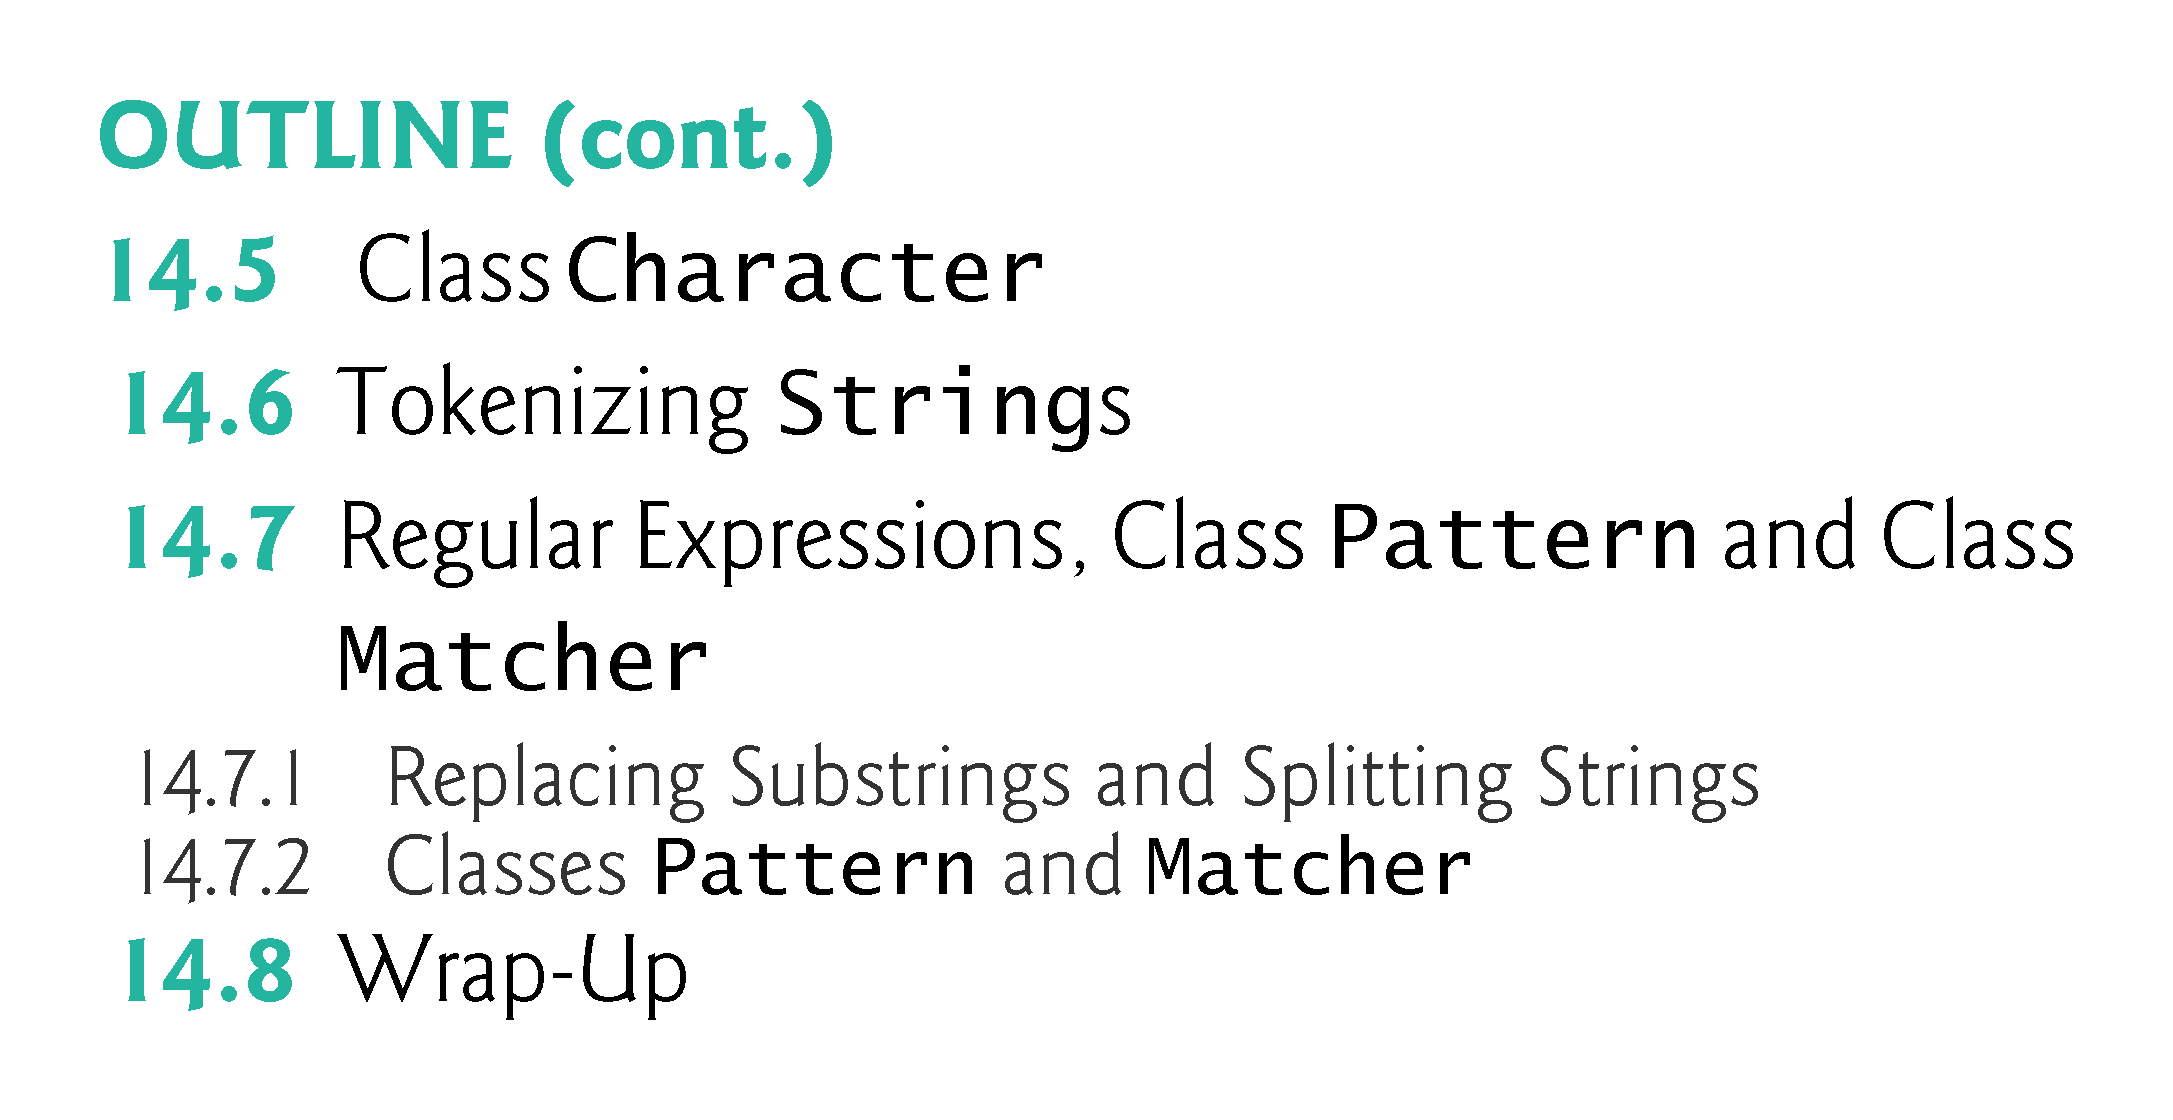 OUTLINE (cont.)
14.5 Class Character
14.6 Tokenizing Strings
14.7 Regular Expressions, Class Pattern and Class
Matcher
14.7.1 Replacing Substrings and Splitting Strings
14.7.2 Classes Pattern and Matcher
14.8 Wrap-Up